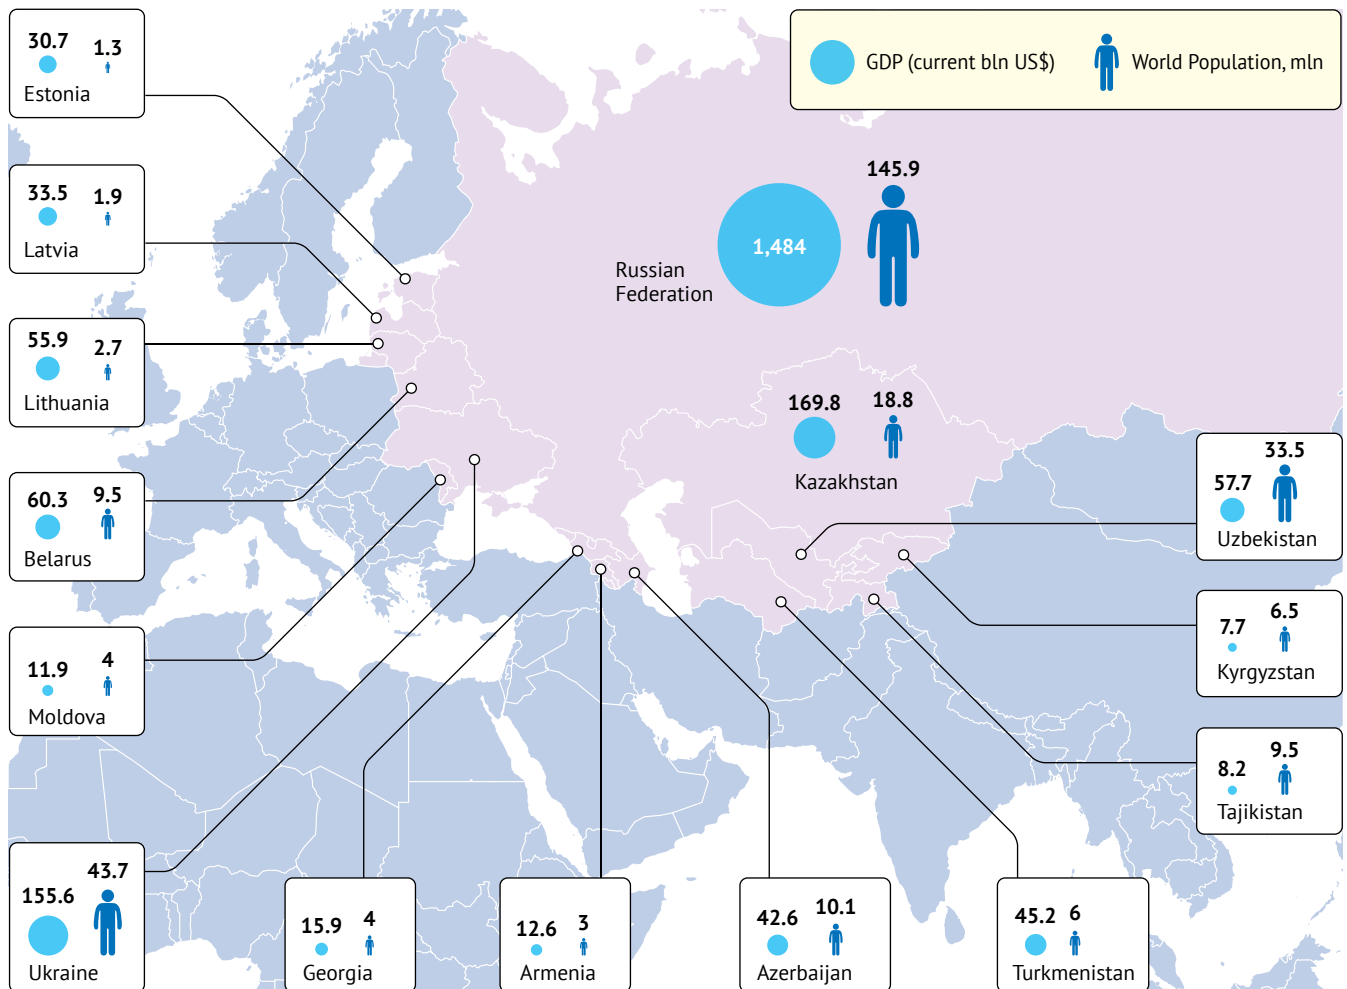 GDP (current bln US$)
World Population, mln
30.7 1.3
Estonia
33.5 1.9
Latvia
55.9 2.7
Lithuania
60.3 9.5
Belarus
11.9 4
Moldova
155.6 43.7
Ukraine
15.9 4
Georgia
12.6 3
Armenia
42.6 10.1
Azerbaijan
45.2 6
Turkmenistan
145.9
1,484
Russian
Federation
169.8 18.8
Kazakhstan
33.5
57.7
Uzbekistan
7.7 6.5
Kyrgyzstan
8.2 9.5
Tajikistan